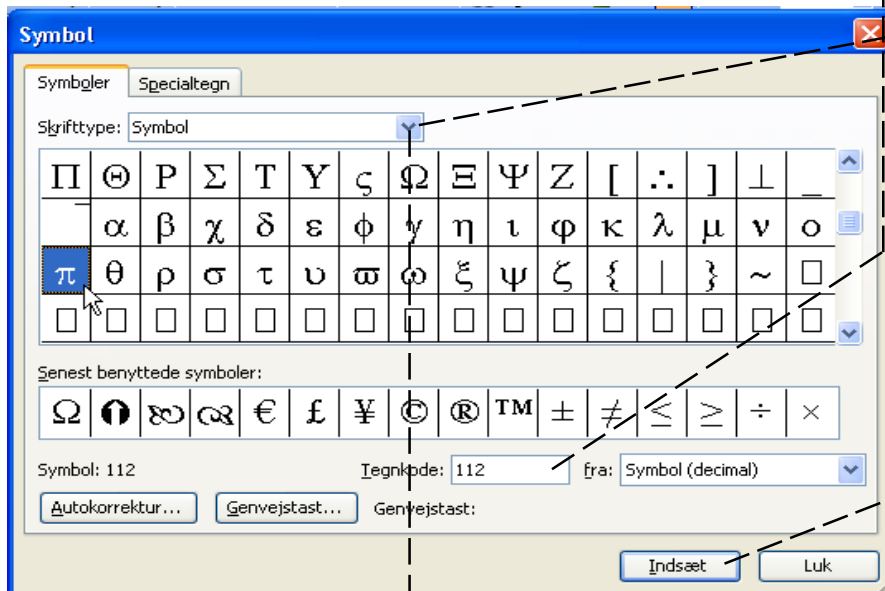 Symbol
Symboler Specialtegn
Skrifttype: Symbol
Π Θ Ρ Σ Τ Υ ς Ω Ξ Ψ Ζ [ ∴ ] ⊥ _
‾ α β χ δ ε ϕ γ η ι φ κ λ μ ν ο
π θ ρ σ τ υ ϖ ω ξ ψ ζ { | } ~ □
□ □ □ □ □ □ □ □ □ □ □ □ □ □ □ □
Senest benyttede symboler:
Ω € £ ¥ © ® ™ ± ≠ ≤ ≥ ÷ ×
Symbol: 112 Tegnkode: 112 fra: Symbol (decimal)
Autokorrektur... Genvejstast... Genvejstast:
Indsæt Luk